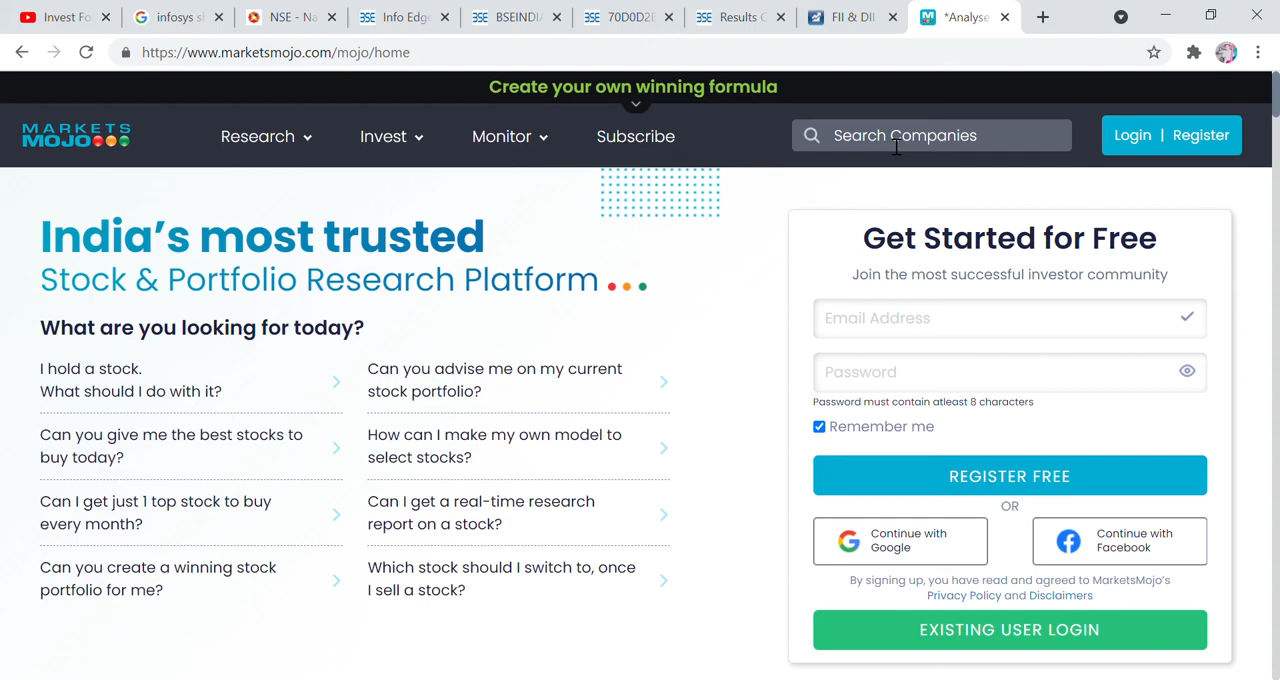 Invest Fo
infosys sh
NSE - Na
Info Edge
BSEINDIA
70D0D2E
Results C
FII & DII
*Analyse
https://www.marketsmojo.com/mojo/home
Create your own winning formula
MARKETS
MOJO
Research
Invest
Monitor
Subscribe
Search Companies
Login | Register
India’s most trusted
Stock & Portfolio Research Platform
What are you looking for today?
I hold a stock.
What should I do with it?
Can you advise me on my current
stock portfolio?
Can you give me the best stocks to
buy today?
How can I make my own model to
select stocks?
Can I get just 1 top stock to buy
every month?
Can I get a real-time research
report on a stock?
Can you create a winning stock
portfolio for me?
Which stock should I switch to, once
I sell a stock?
Get Started for Free
Join the most successful investor community
Email Address
Password
Password must contain atleast 8 characters
Remember me
REGISTER FREE
OR
Continue with
Google
Continue with
Facebook
By signing up, you have read and agreed to MarketsMojo’s
Privacy Policy and Disclaimers
EXISTING USER LOGIN